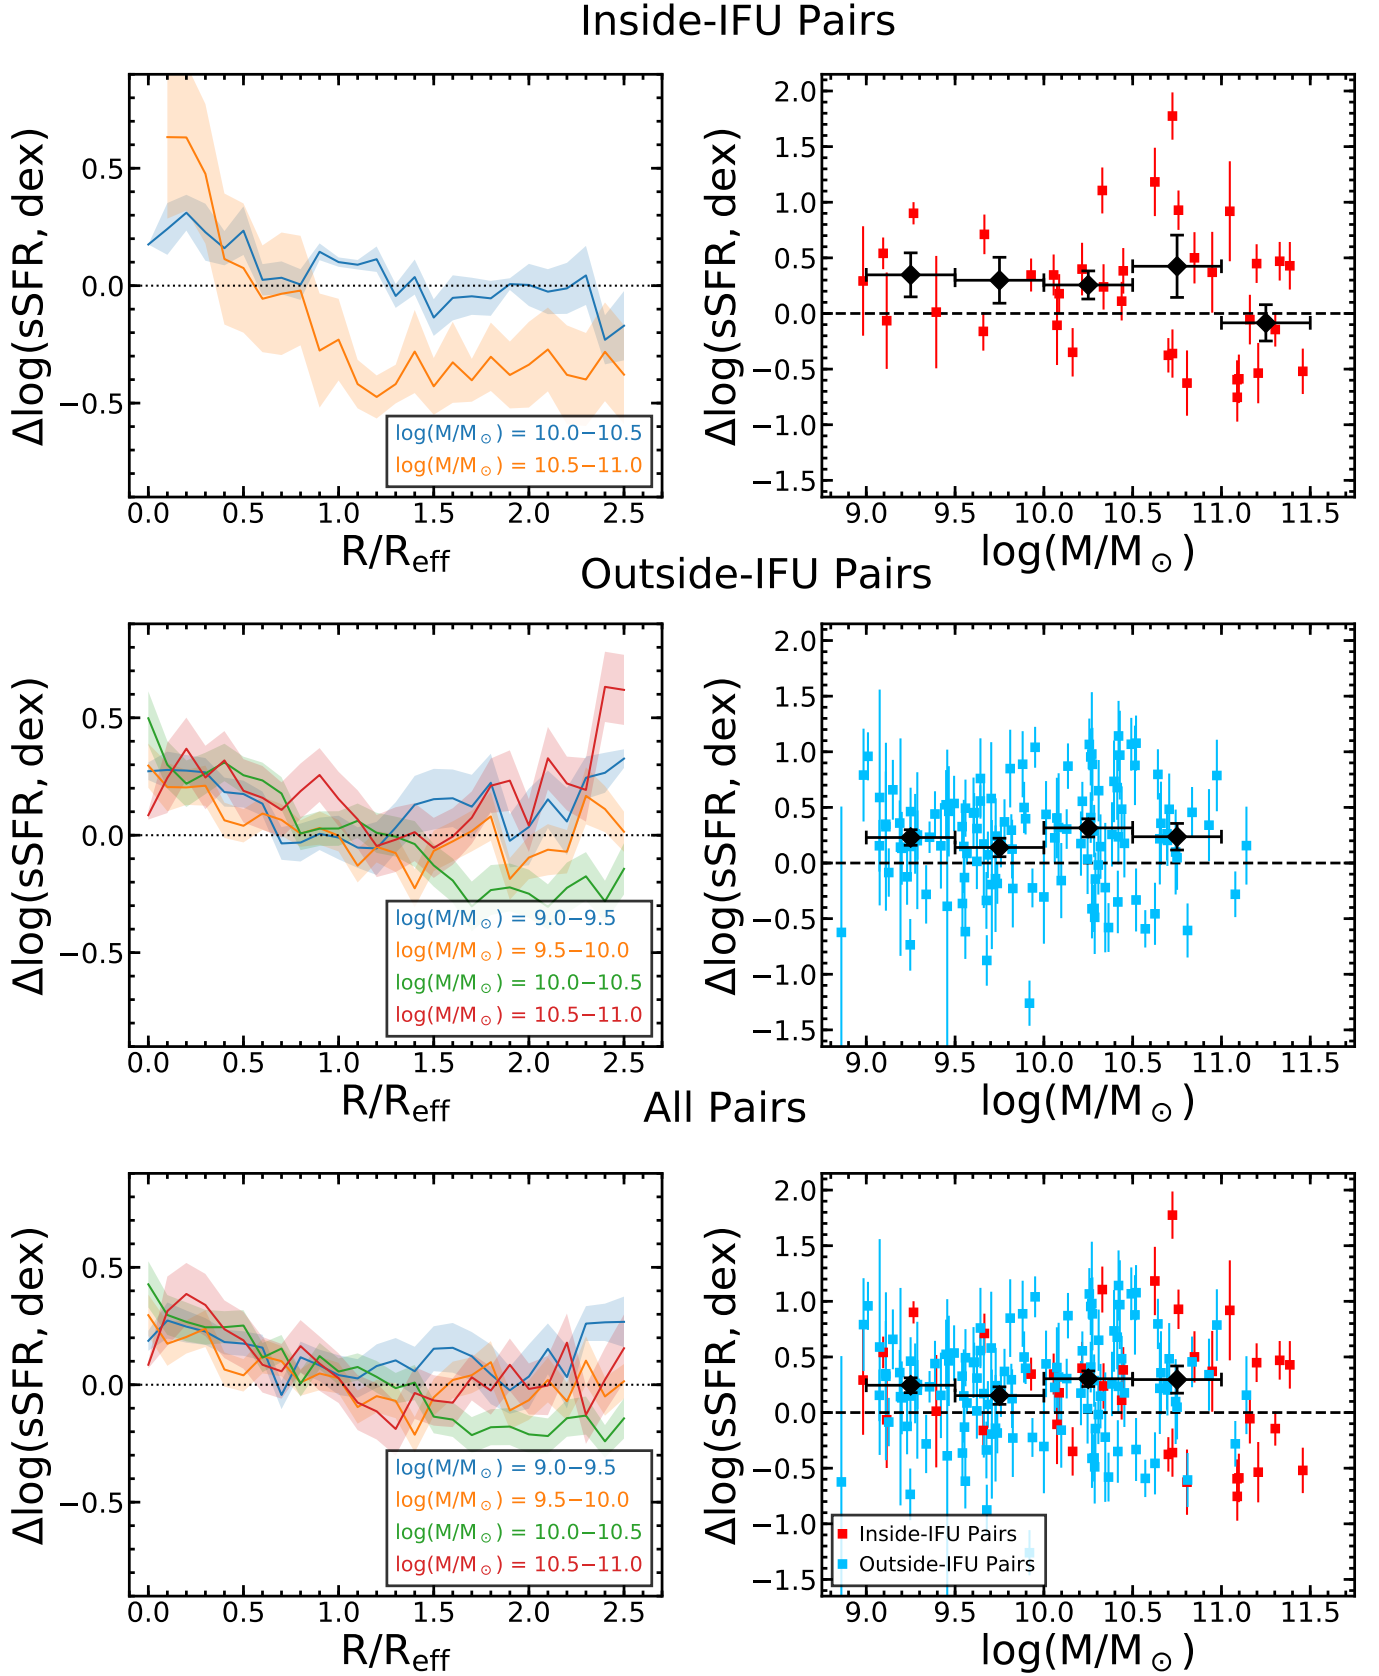 Inside-IFU Pairs
Δlog(sSFR, dex)
0.5
0.0
−0.5
log(M/M⊙) = 10.0−10.5
log(M/M⊙) = 10.5−11.0
0.0 0.5 1.0 1.5 2.0 2.5
R/Reff
Δlog(sSFR, dex)
2.0
1.5
1.0
0.5
0.0
−0.5
−1.0
−1.5
9.0 9.5 10.0 10.5 11.0 11.5
log(M/M⊙)
Outside-IFU Pairs
Δlog(sSFR, dex)
0.5
0.0
−0.5
log(M/M⊙) = 9.0−9.5
log(M/M⊙) = 9.5−10.0
log(M/M⊙) = 10.0−10.5
log(M/M⊙) = 10.5−11.0
0.0 0.5 1.0 1.5 2.0 2.5
R/Reff
Δlog(sSFR, dex)
2.0
1.5
1.0
0.5
0.0
−0.5
−1.0
−1.5
9.0 9.5 10.0 10.5 11.0 11.5
log(M/M⊙)
All Pairs
Δlog(sSFR, dex)
0.5
0.0
−0.5
log(M/M⊙) = 9.0−9.5
log(M/M⊙) = 9.5−10.0
log(M/M⊙) = 10.0−10.5
log(M/M⊙) = 10.5−11.0
0.0 0.5 1.0 1.5 2.0 2.5
R/Reff
Δlog(sSFR, dex)
2.0
1.5
1.0
0.5
0.0
−0.5
−1.0
−1.5
Inside-IFU Pairs
Outside-IFU Pairs
9.0 9.5 10.0 10.5 11.0 11.5
log(M/M⊙)